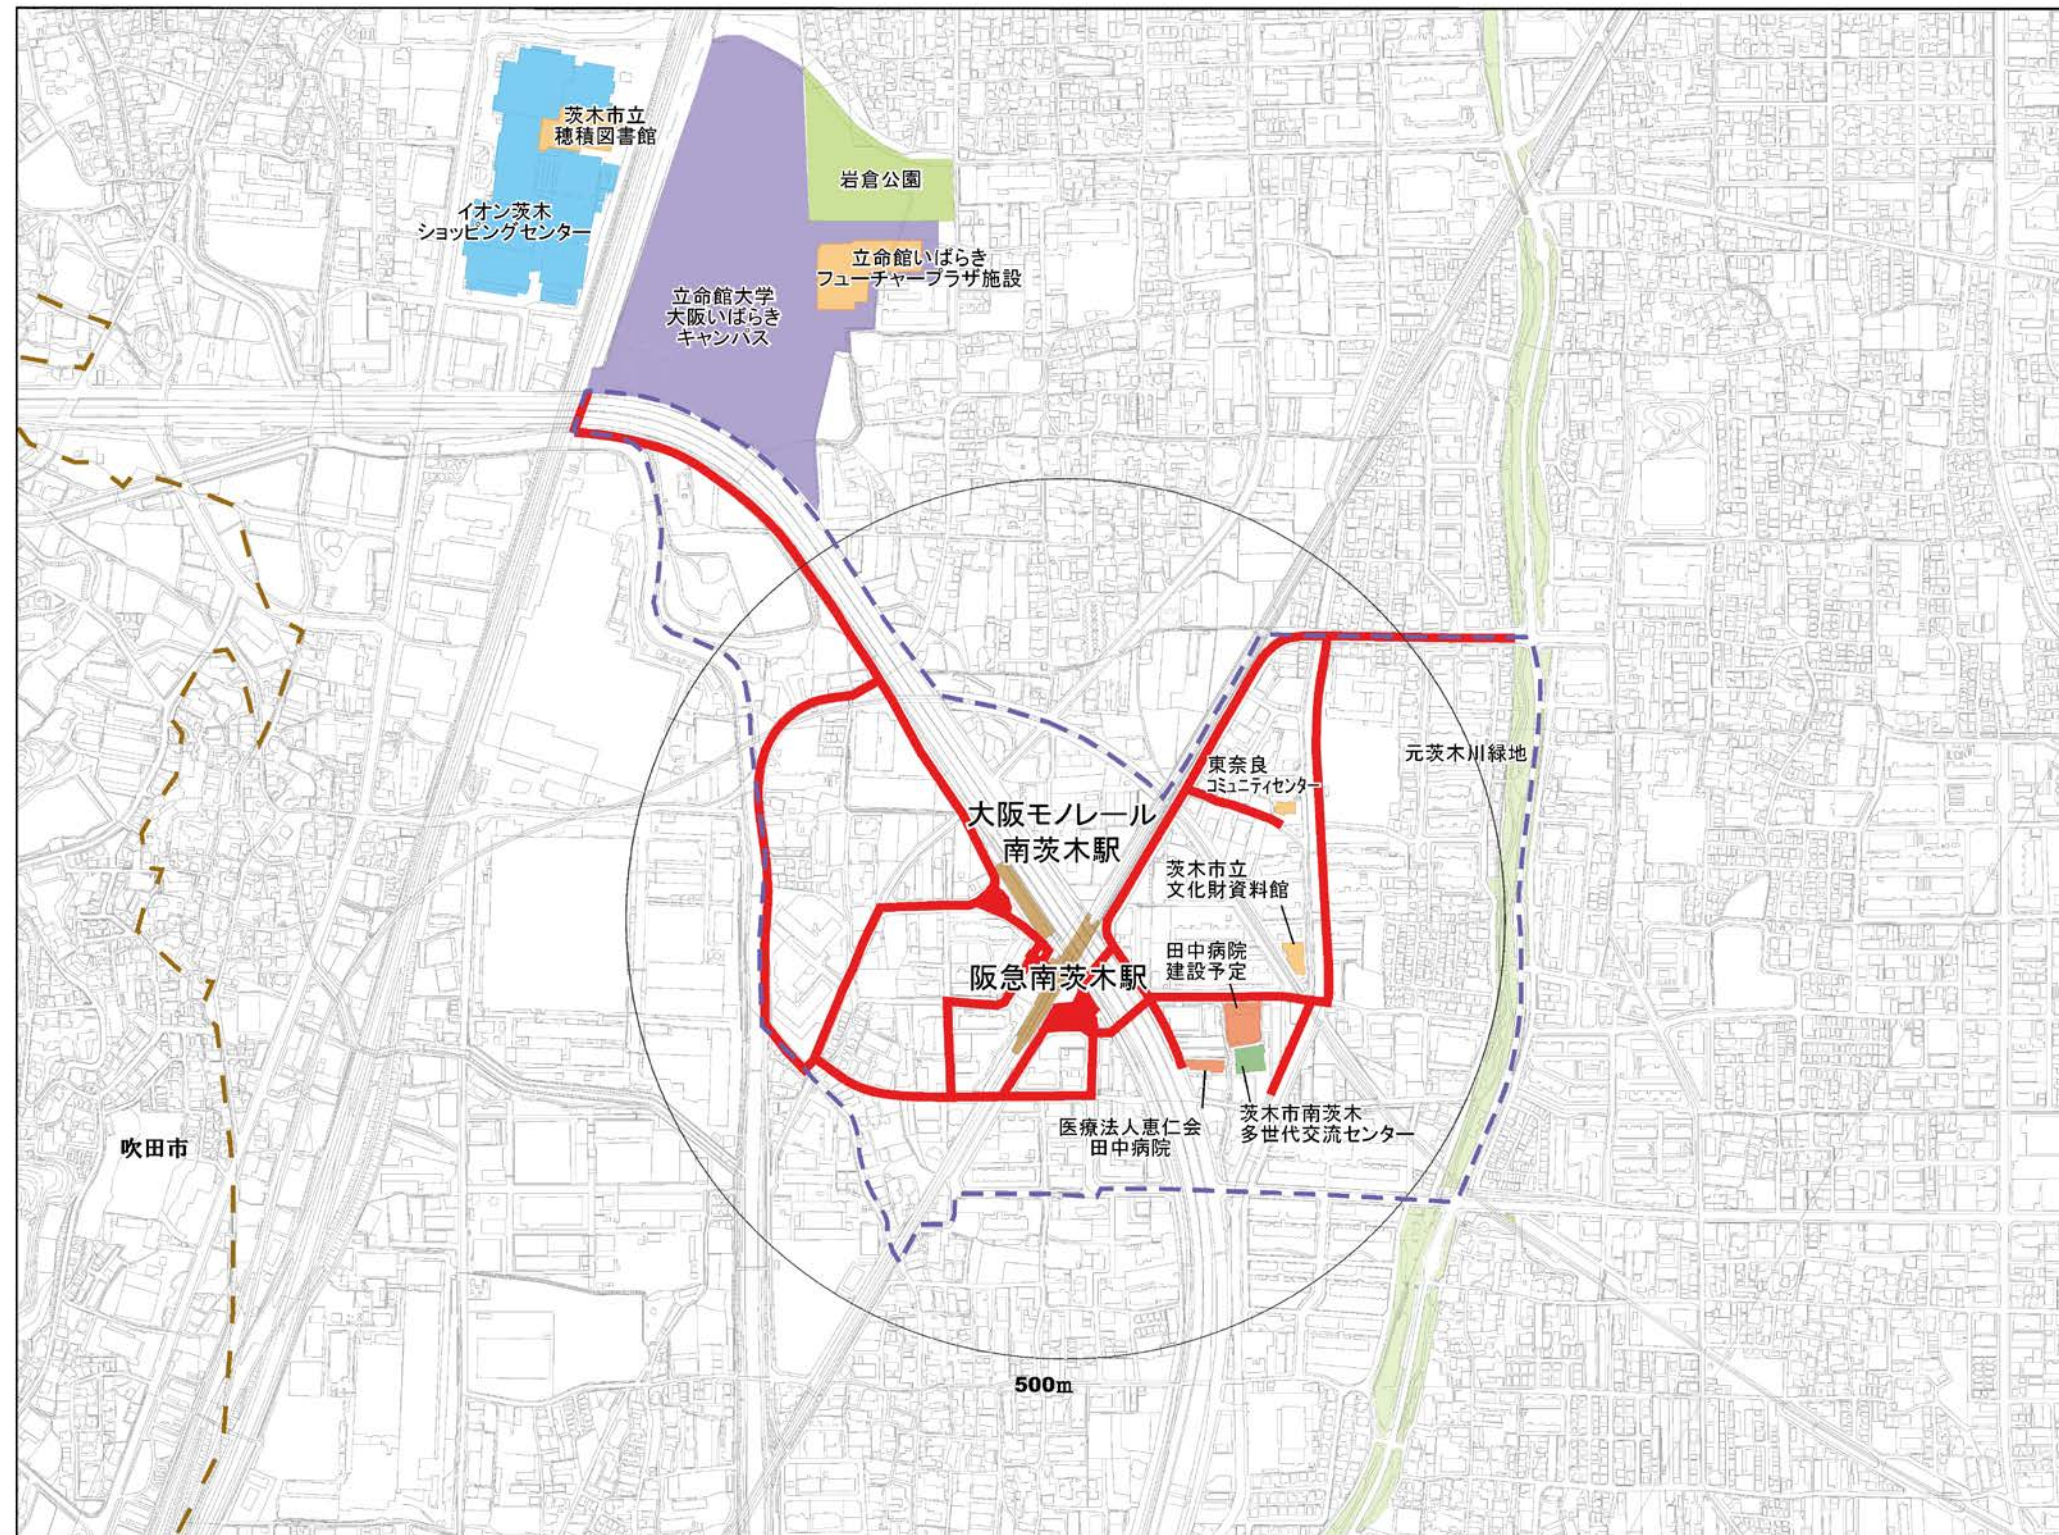 茨木市立
穂積図書館
イオン茨木
ショッピングセンター
岩倉公園
立命館いばらき
フューチャープラザ施設
立命館大学
大阪いばらき
キャンパス
元茨木川緑地
東奈良
コミュニティセンター
大阪モノレール
南茨木駅
茨木市立
文化財資料館
田中病院
建設予定
阪急南茨木駅
医療法人恵仁会
田中病院
茨木市南茨木
多世代交流センター
吹田市
500m